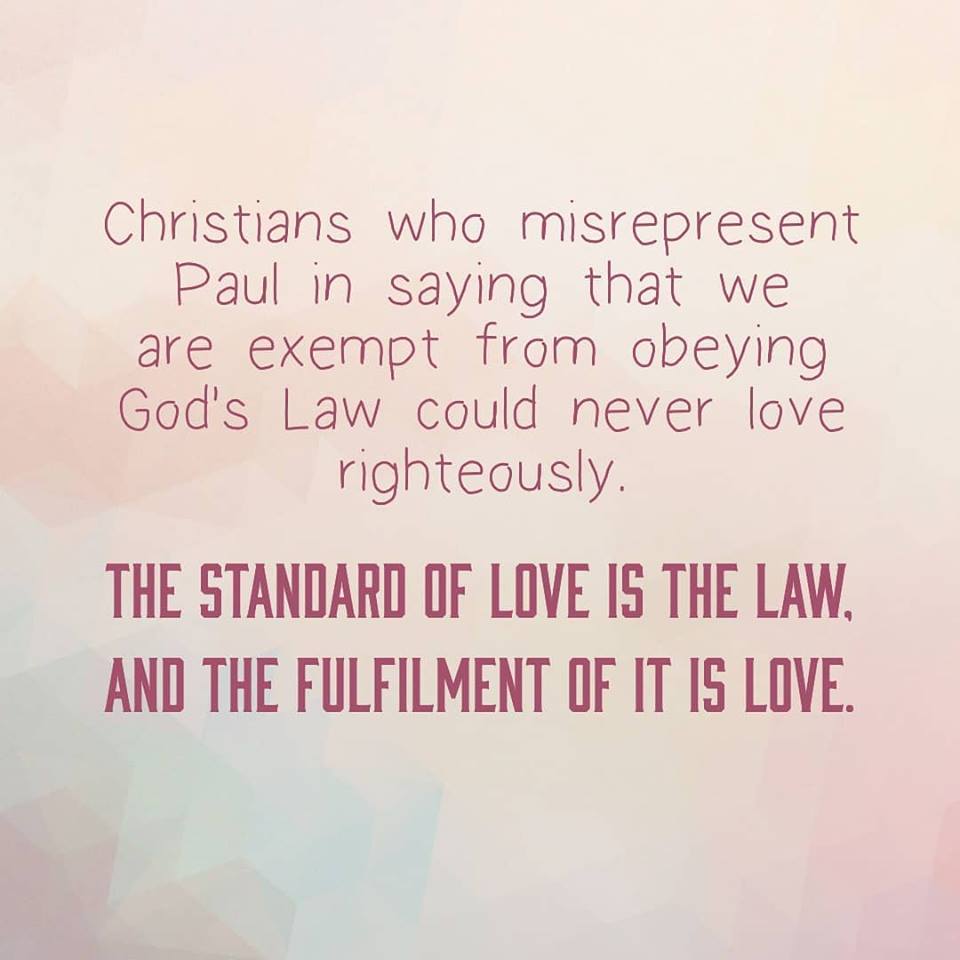 Christians who misrepresent
Paul in saying that we
are exempt from obeying
God's Law could never love
righteously.
THE STANDARD OF LOVE IS THE LAW,
AND THE FULFILMENT OF IT IS LOVE.